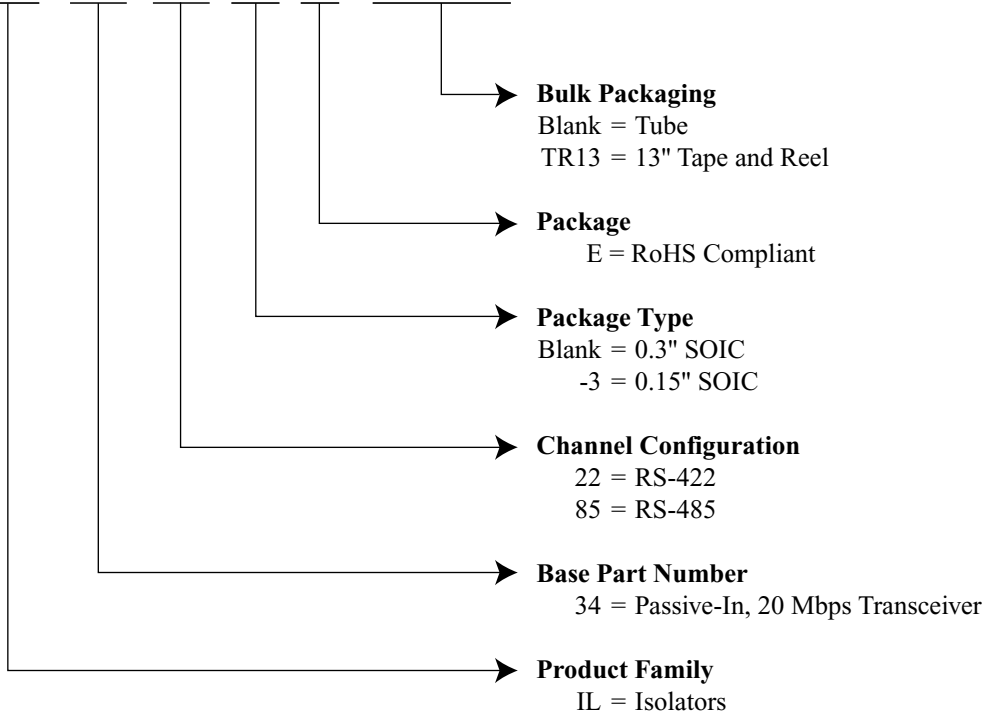 Bulk Packaging
Blank = Tube
TR13 = 13" Tape and Reel
Package
E = RoHS Compliant
Package Type
Blank = 0.3" SOIC
-3 = 0.15" SOIC
Channel Configuration
22 = RS-422
85 = RS-485
Base Part Number
34 = Passive-In, 20 Mbps Transceiver
Product Family
IL = Isolators